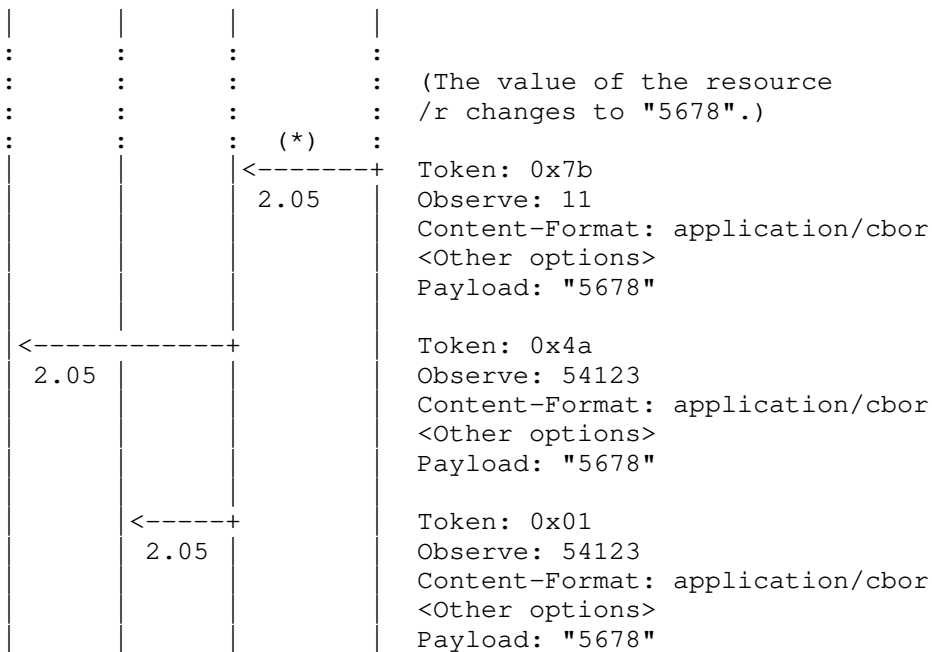 |       |       |         |
:       :       :         :
:       :       :         :  (The value of the resource
:       :       :         :  /r changes to "5678".)
:       :       :   (*)   :
|       |       |<-------+  Token: 0x7b
|       |       | 2.05    |  Observe: 11
|       |       |         |  Content-Format: application/cbor
|       |       |         |  <Other options>
|       |       |         |  Payload: "5678"
|       |       |         |
|<------------+           |  Token: 0x4a
| 2.05  |       |         |  Observe: 54123
|       |       |         |  Content-Format: application/cbor
|       |       |         |  <Other options>
|       |       |         |  Payload: "5678"
|       |       |         |
|       |<-----+          |  Token: 0x01
|       | 2.05  |         |  Observe: 54123
|       |       |         |  Content-Format: application/cbor
|       |       |         |  <Other options>
|       |       |         |  Payload: "5678"